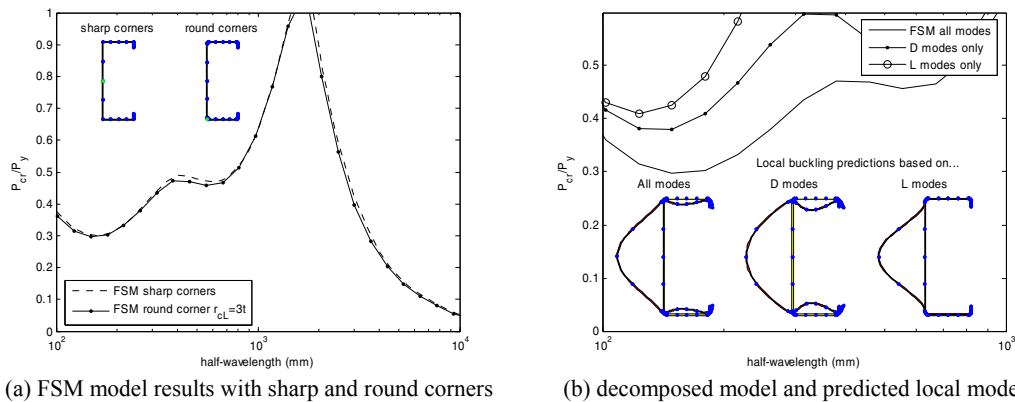 1
0.9
0.8
0.7
0.6
0.5
0.4
0.3
0.2
0.1
0
P_cr/P_y
sharp corners
round corners
FSM sharp corners
FSM round corner r_cL=3t
10^2
10^3
10^4
half-wavelength (mm)
(a) FSM model results with sharp and round corners
0.5
0.4
0.3
0.2
0.1
0
P_cr/P_y
FSM all modes
D modes only
L modes only
Local buckling predictions based on...
All modes
D modes
L modes
10^2
10^3
half-wavelength (mm)
(b) decomposed model and predicted local mode